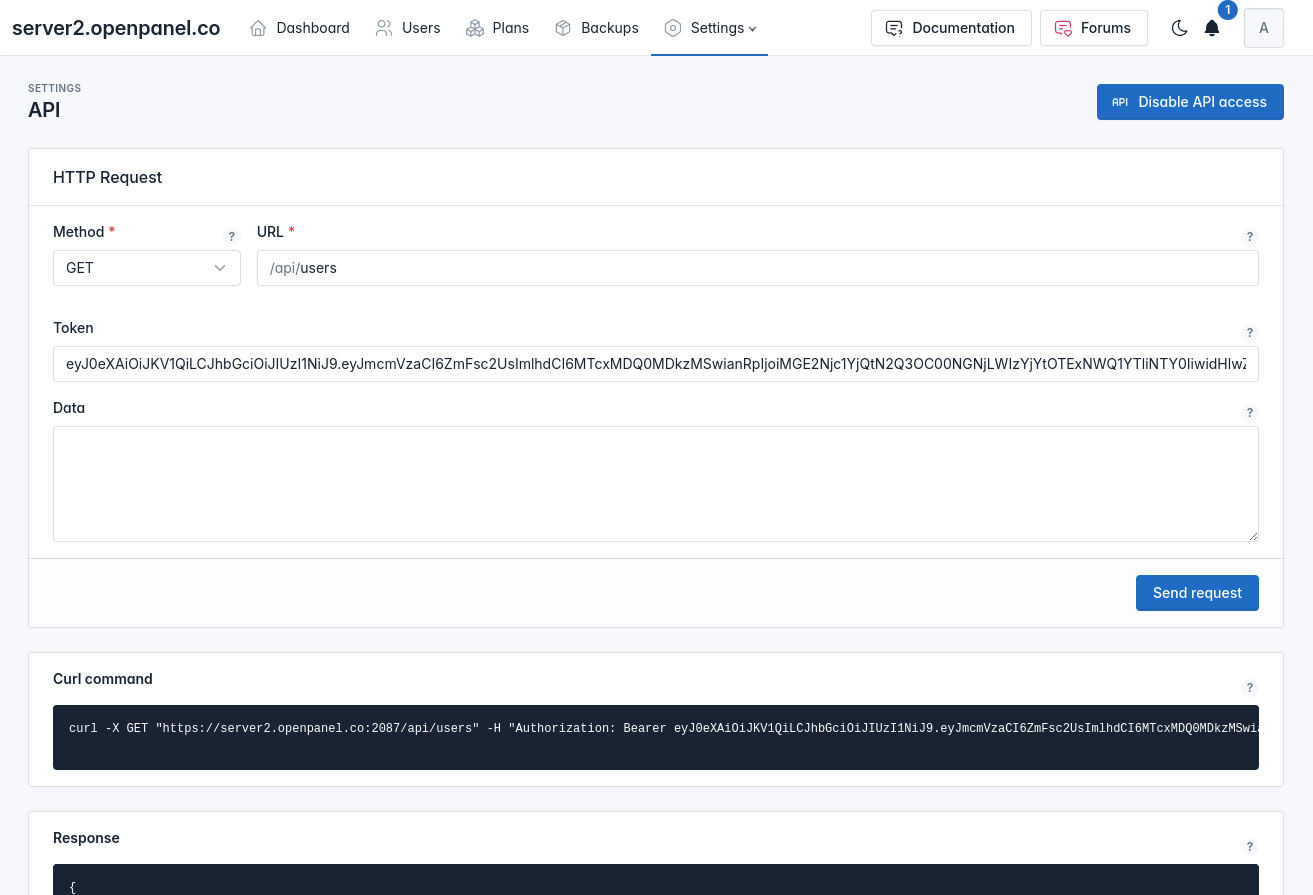 server2.openpanel.co
Dashboard
Users
Plans
Backups
Settings
Documentation
Forums
1
A
SETTINGS
API
API Disable API access
HTTP Request
Method *
?
URL *
?
GET
/api/users
Token
?
eyJ0eXAiOiJKV1QiLCJhbGciOiJIUzI1NiJ9.eyJmcmVzaCI6ZmFsc2UsImlhdCI6MTcxMDQ0MDkzMSwianRpIjoiMGE2Njc1YjQtN2Q3OC00NGNjLWIzYjYtOTExNWQ1YTliNTY0IiwidHlwZ
Data
?
Send request
Curl command
?
curl -X GET "https://server2.openpanel.co:2087/api/users" -H "Authorization: Bearer eyJ0eXAiOiJKV1QiLCJhbGciOiJIUzI1NiJ9.eyJmcmVzaCI6ZmFsc2UsImlhdCI6MTcxMDQ0MDkzMSwia
Response
?
{